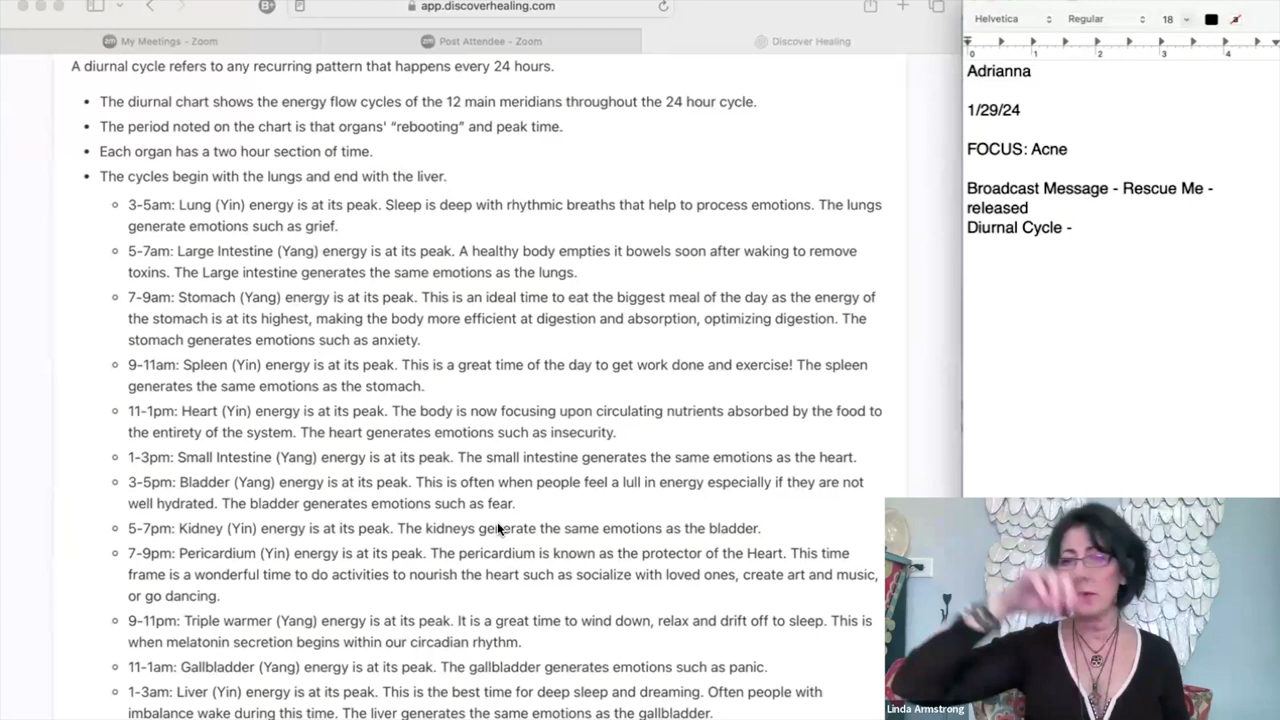 app.discoverhealing.com
My Meetings - Zoom
Post Attendee - Zoom
Discover Healing
A diurnal cycle refers to any recurring pattern that happens every 24 hours.
• The diurnal chart shows the energy flow cycles of the 12 main meridians throughout the 24 hour cycle.
• The period noted on the chart is that organs' “rebooting” and peak time.
• Each organ has a two hour section of time.
• The cycles begin with the lungs and end with the liver.
3-5am: Lung (Yin) energy is at its peak. Sleep is deep with rhythmic breaths that help to process emotions. The lungs
generate emotions such as grief.
5-7am: Large Intestine (Yang) energy is at its peak. A healthy body empties it bowels soon after waking to remove
toxins. The Large intestine generates the same emotions as the lungs.
7-9am: Stomach (Yang) energy is at its peak. This is an ideal time to eat the biggest meal of the day as the energy of
the stomach is at its highest, making the body more efficient at digestion and absorption, optimizing digestion. The
stomach generates emotions such as anxiety.
9-11am: Spleen (Yin) energy is at its peak. This is a great time of the day to get work done and exercise! The spleen
generates the same emotions as the stomach.
11-1pm: Heart (Yin) energy is at its peak. The body is now focusing upon circulating nutrients absorbed by the food to
the entirety of the system. The heart generates emotions such as insecurity.
1-3pm: Small Intestine (Yang) energy is at its peak. The small intestine generates the same emotions as the heart.
3-5pm: Bladder (Yang) energy is at its peak. This is often when people feel a lull in energy especially if they are not
well hydrated. The bladder generates emotions such as fear.
5-7pm: Kidney (Yin) energy is at its peak. The kidneys generate the same emotions as the bladder.
7-9pm: Pericardium (Yin) energy is at its peak. The pericardium is known as the protector of the Heart. This time
frame is a wonderful time to do activities to nourish the heart such as socialize with loved ones, create art and music,
or go dancing.
9-11pm: Triple warmer (Yang) energy is at its peak. It is a great time to wind down, relax and drift off to sleep. This is
when melatonin secretion begins within our circadian rhythm.
11-1am: Gallbladder (Yang) energy is at its peak. The gallbladder generates emotions such as panic.
1-3am: Liver (Yin) energy is at its peak. This is the best time for deep sleep and dreaming. Often people with
imbalance wake during this time. The liver generates the same emotions as the gallbladder.
Helvetica Regular 18
0 1 2 3 4
Adrianna
1/29/24
FOCUS: Acne
Broadcast Message - Rescue Me -
released
Diurnal Cycle -
Linda Armstrong